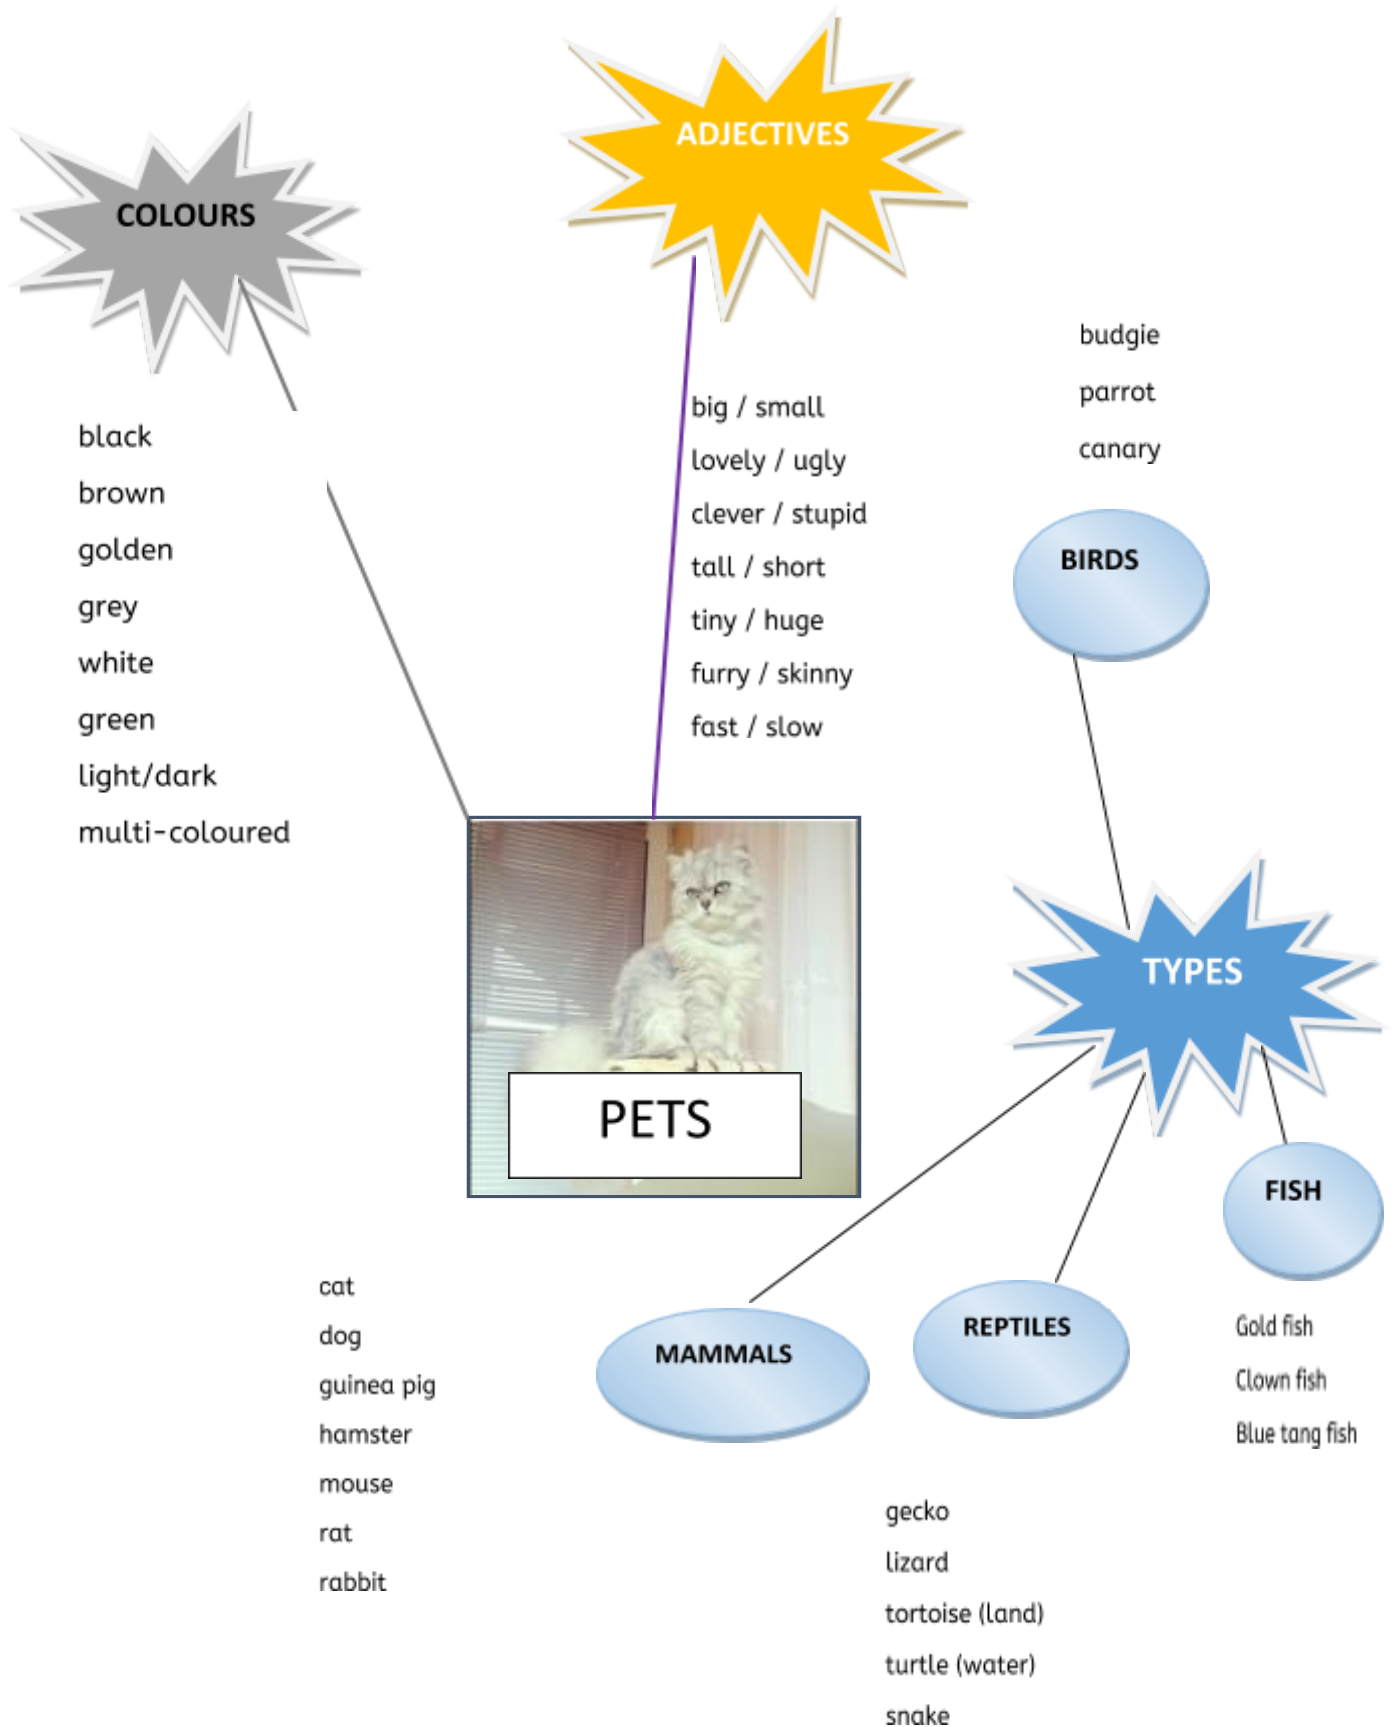 ADJECTIVES
COLOURS
black
brown
golden
grey
white
green
light/dark
multi-coloured
big / small
lovely / ugly
clever / stupid
tall / short
tiny / huge
furry / skinny
fast / slow
budgie
parrot
canary
BIRDS
TYPES
PETS
FISH
Gold fish
Clown fish
Blue tang fish
MAMMALS
cat
dog
guinea pig
hamster
mouse
rat
rabbit
REPTILES
gecko
lizard
tortoise (land)
turtle (water)
snake